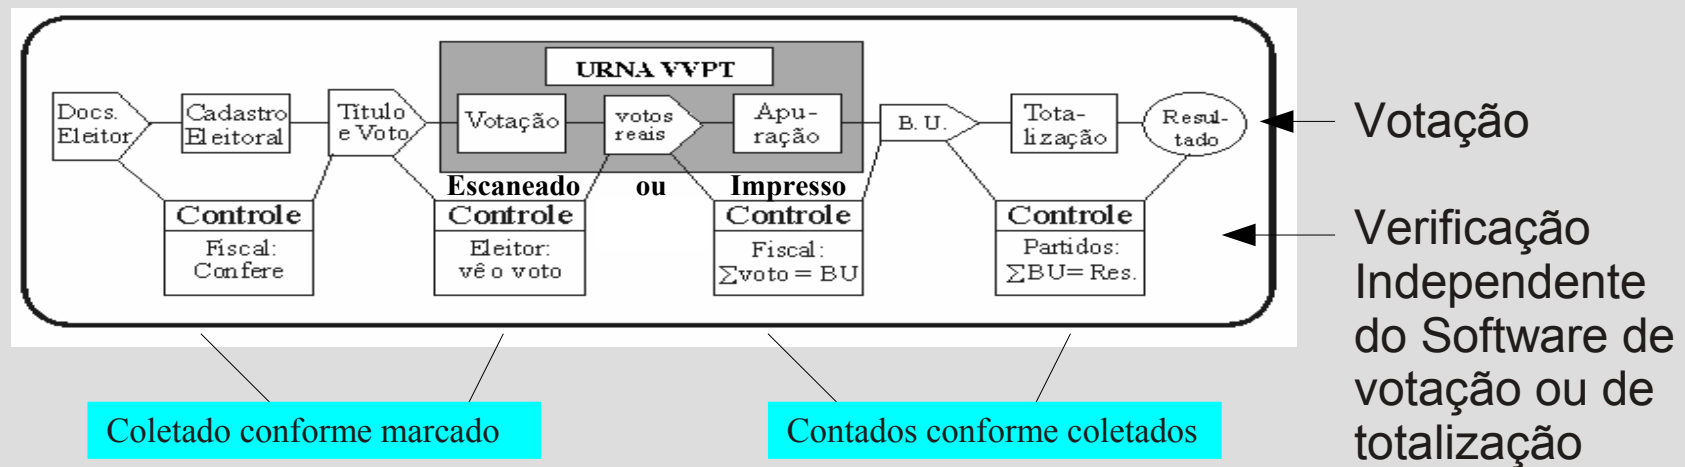 URNA VVPT
Docs.
Eleitor
Cadastro
Eleitoral
Título
e Voto
Votação
votos
reais
Apu-
ração
B. U.
Tota-
lização
Resul-
tado
Escaneado ou Impresso
Controle
Fiscal:
Confere
Controle
Eleitor:
vê o voto
Controle
Fiscal:
∑voto = BU
Controle
Partidos:
∑BU= Res.
Coletado conforme marcado
Contados conforme coletados
Votação
Verificação
Independente
do Software de
votação ou de
totalização